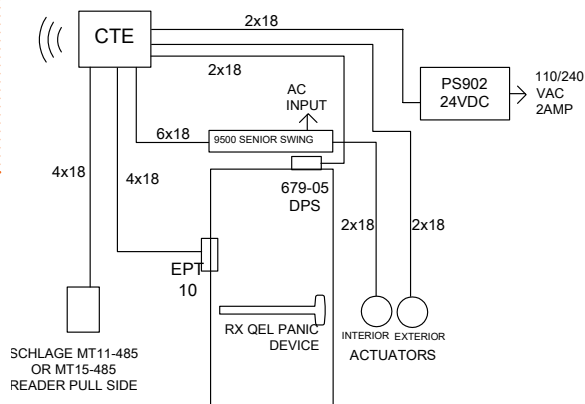 2x18
CTE
2x18
PS902
24VDC
110/240
VAC
2AMP
AC
INPUT
6x18
9500 SENIOR SWING
4x18
4x18
679-05
DPS
2x18
2x18
EPT
10
RX QEL PANIC
DEVICE
INTERIOR
EXTERIOR
ACTUATORS
SCHLAGE MT11-485
OR MT15-485
READER PULL SIDE